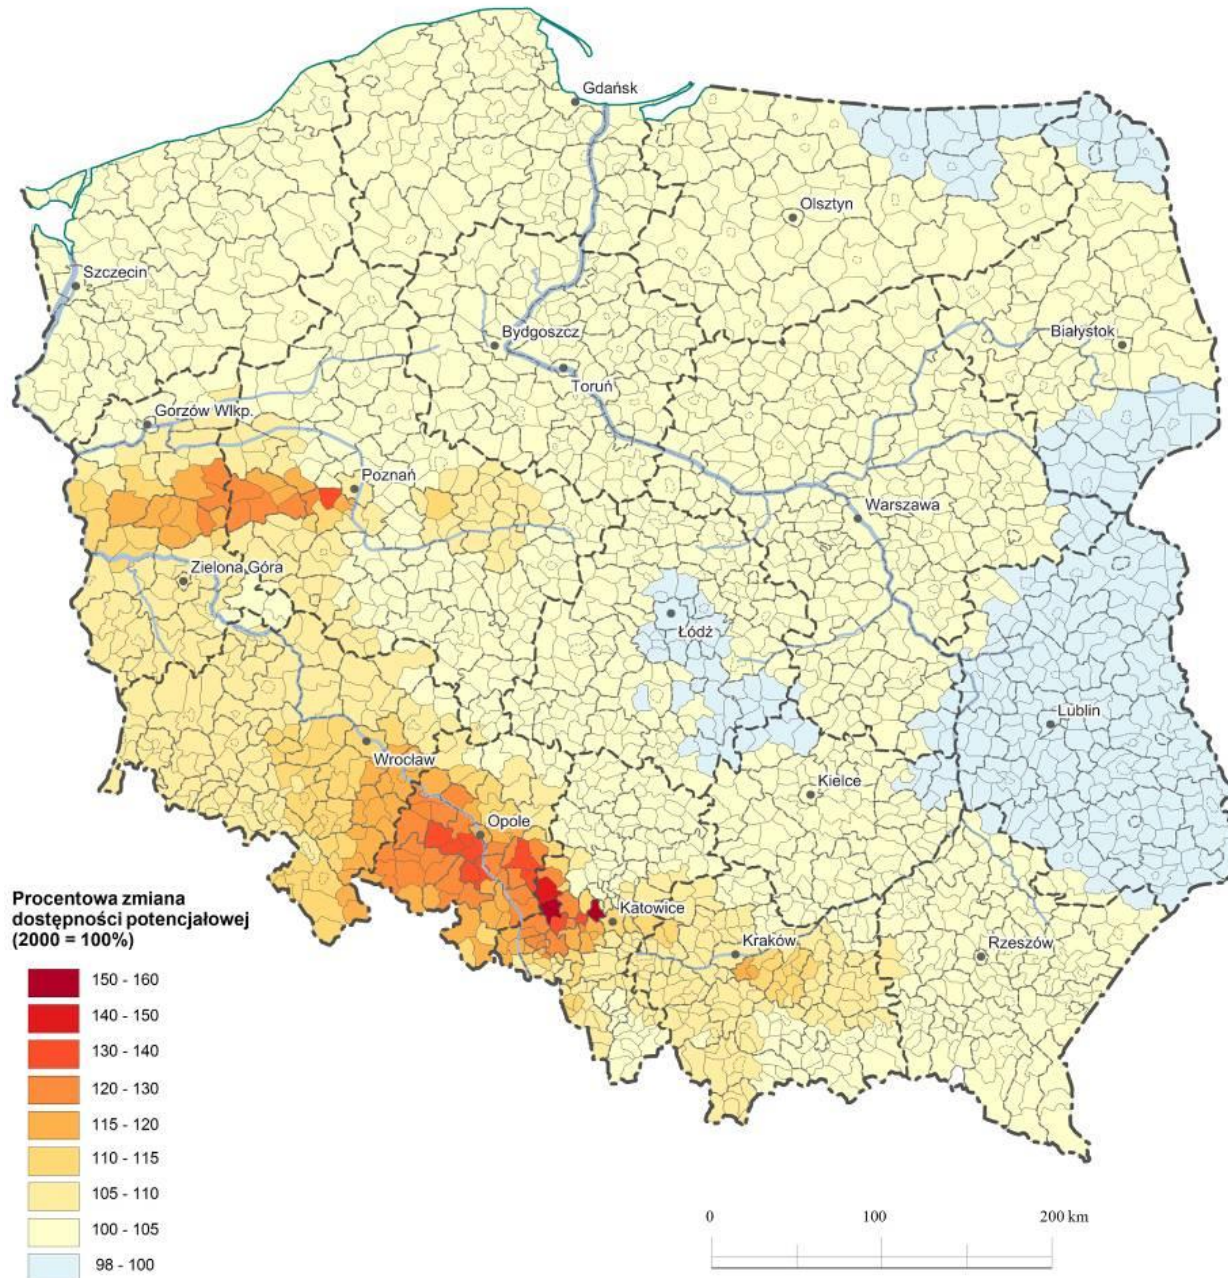 Gdańsk
Olsztyn
Szczecin
Bydgoszcz
Białystok
Toruń
Gorzów Wlkp.
Poznań
Warszawa
Zielona Góra
Łódź
Lublin
Wrocław
Kielce
Opole
Katowice
Kraków
Rzeszów
Procentowa zmiana
dostępności potencjałowej
(2000 = 100%)
150 - 160
140 - 150
130 - 140
120 - 130
115 - 120
110 - 115
105 - 110
100 - 105
98 - 100
0 100 200 km